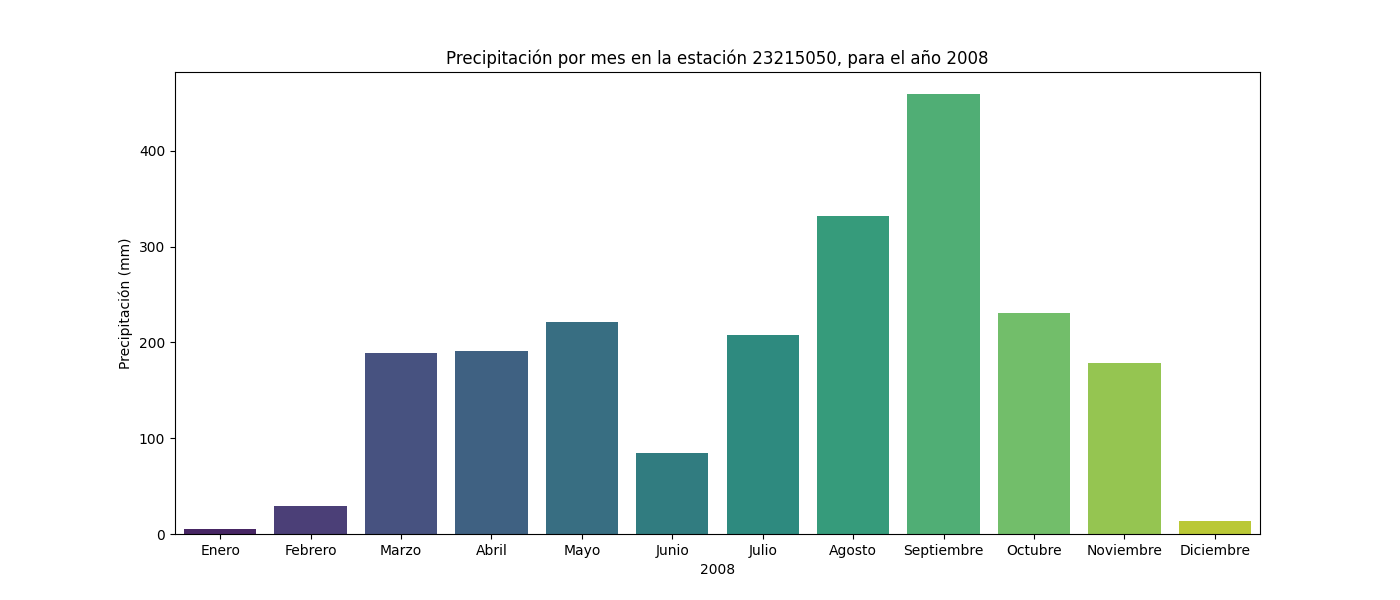 Precipitación por mes en la estación 23215050, para el año 2008
Precipitación (mm)
400
300
200
100
0
Enero Febrero Marzo Abril Mayo Junio Julio Agosto Septiembre Octubre Noviembre Diciembre
2008